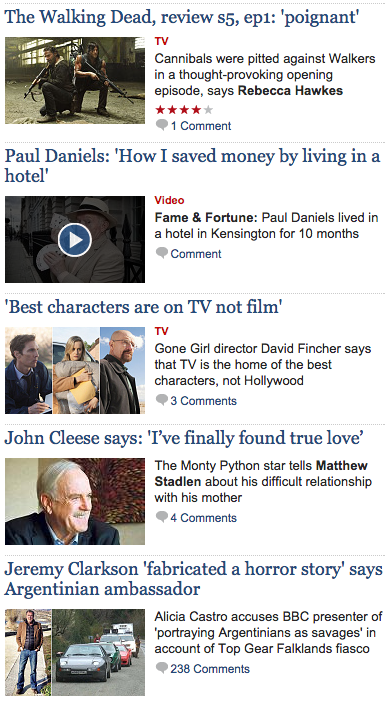 The Walking Dead, review s5, ep1: 'poignant'
TV
Cannibals were pitted against Walkers
in a thought-provoking opening
episode, says Rebecca Hawkes
1 Comment
Paul Daniels: 'How I saved money by living in a
hotel'
Video
Fame & Fortune: Paul Daniels lived in
a hotel in Kensington for 10 months
Comment
'Best characters are on TV not film'
TV
Gone Girl director David Fincher says
that TV is the home of the best
characters, not Hollywood
3 Comments
John Cleese says: 'I’ve finally found true love’
The Monty Python star tells Matthew
Stadlen about his difficult relationship
with his mother
4 Comments
Jeremy Clarkson 'fabricated a horror story' says
Argentinian ambassador
Alicia Castro accuses BBC presenter of
'portraying Argentinians as savages' in
account of Top Gear Falklands fiasco
238 Comments